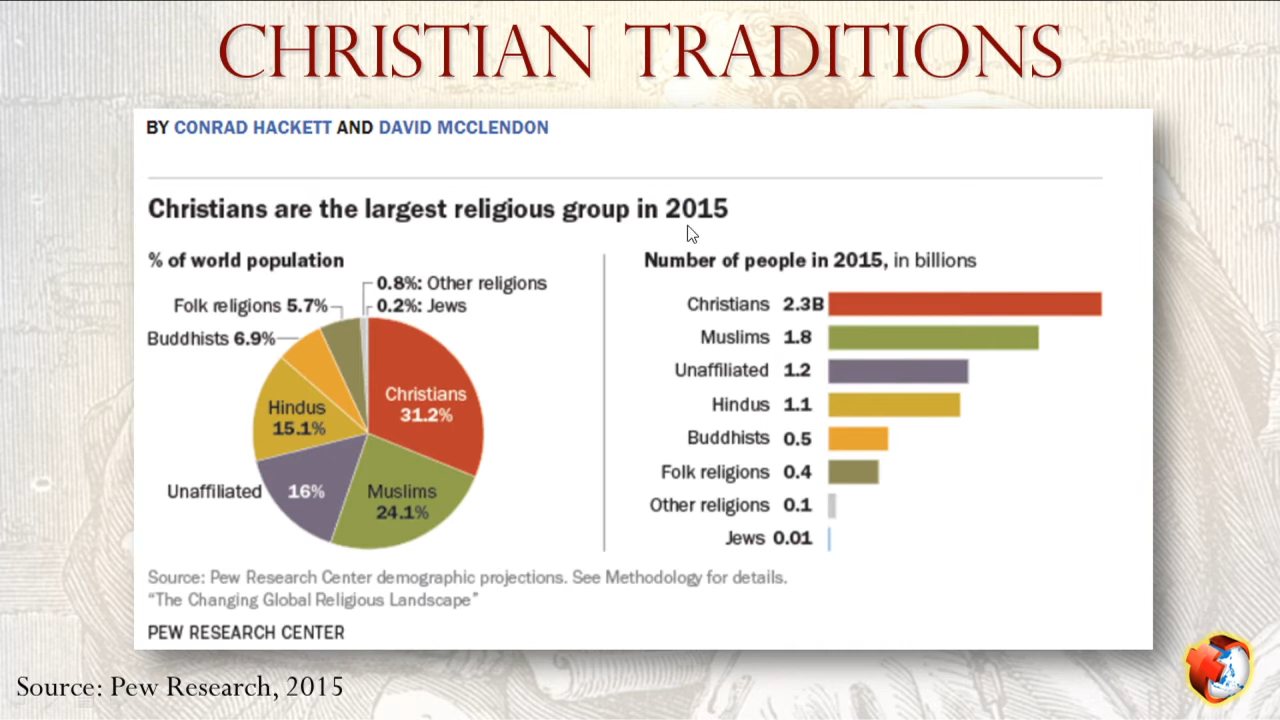 CHRISTIAN TRADITIONS
BY CONRAD HACKETT AND DAVID MCCLENDON
Christians are the largest religious group in 2015
% of world population
0.8%: Other religions
Folk religions 5.7%
0.2%: Jews
Buddhists 6.9%
Christians
31.2%
Hindus
15.1%
Unaffiliated 16%
Muslims
24.1%
Number of people in 2015, in billions
Christians 2.3B
Muslims 1.8
Unaffiliated 1.2
Hindus 1.1
Buddhists 0.5
Folk religions 0.4
Other religions 0.1
Jews 0.01
Source: Pew Research Center demographic projections. See Methodology for details.
“The Changing Global Religious Landscape”
PEW RESEARCH CENTER
Source: Pew Research, 2015